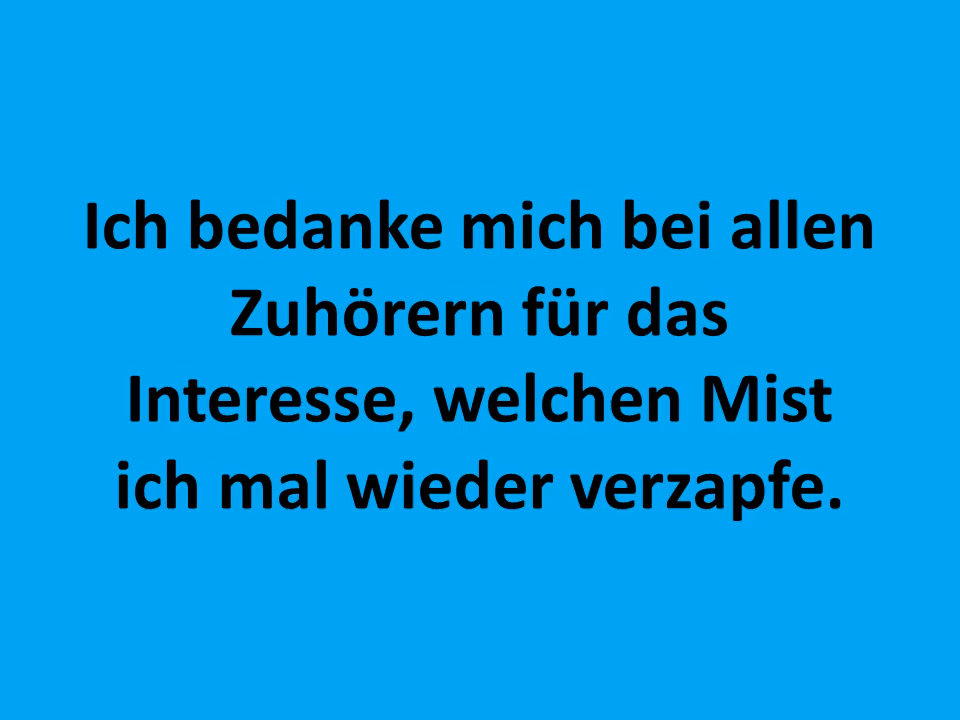 Ich bedanke mich bei allen
Zuhörern für das
Interesse, welchen Mist
ich mal wieder verzapfe.